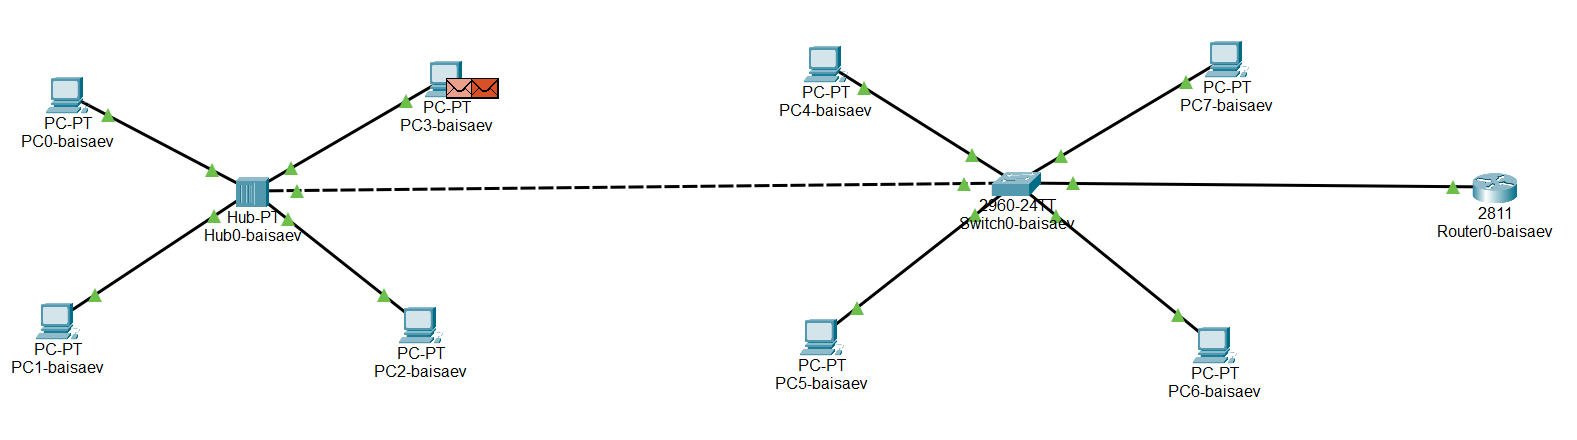 PC-PT
PC0-baisaev
PC-PT
PC3-baisaev
PC-PT
PC4-baisaev
PC-PT
PC7-baisaev
Hub-PT
Hub0-baisaev
2960-24TT
Switch0-baisaev
2811
Router0-baisaev
PC-PT
PC1-baisaev
PC-PT
PC2-baisaev
PC-PT
PC5-baisaev
PC-PT
PC6-baisaev